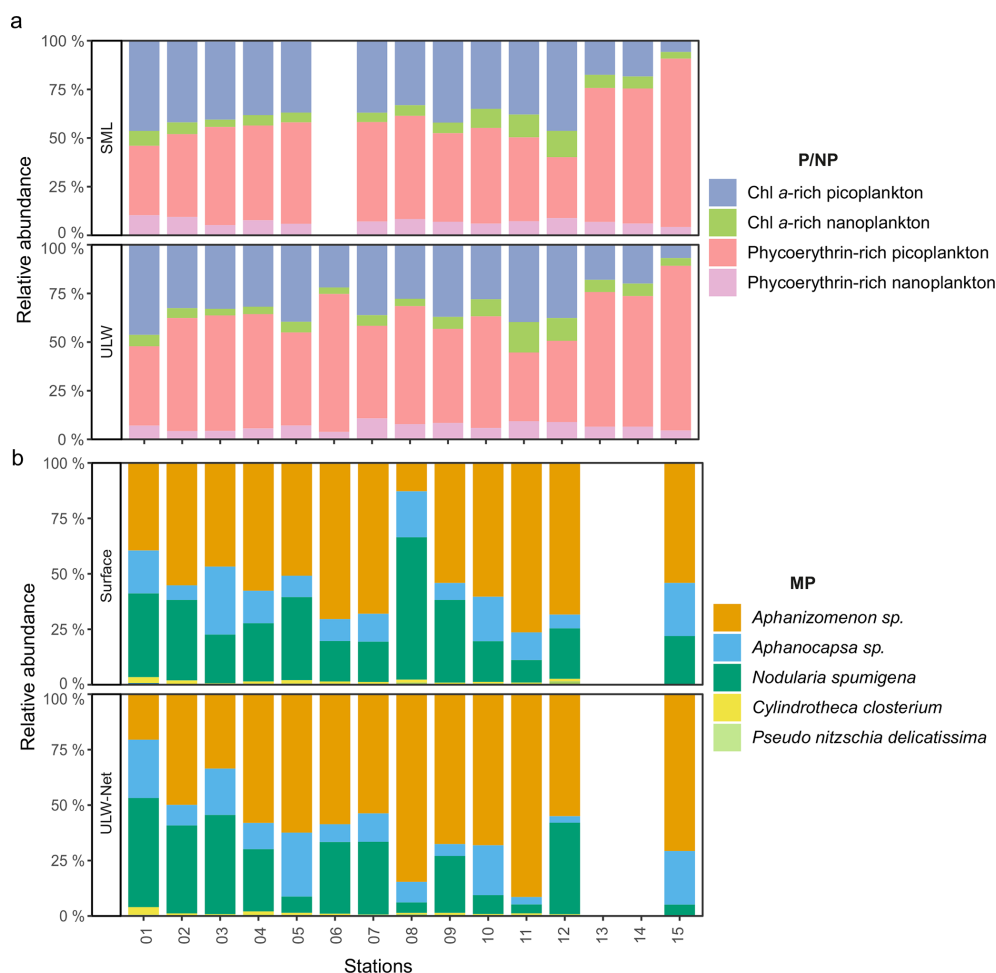 a
Relative abundance
SML
100 %
75 %
50 %
25 %
0 %
ULW
100 %
75 %
50 %
25 %
0 %
P/NP
Chl a-rich picoplankton
Chl a-rich nanoplankton
Phycoerythrin-rich picoplankton
Phycoerythrin-rich nanoplankton
b
Relative abundance
Surface
100 %
75 %
50 %
25 %
0 %
ULW-Net
100 %
75 %
50 %
25 %
0 %
MP
Aphanizomenon sp.
Aphanocapsa sp.
Nodularia spumigena
Cylindrotheca closterium
Pseudo nitzschia delicatissima
01 02 03 04 05 06 07 08 09 10 11 12 13 14 15
Stations